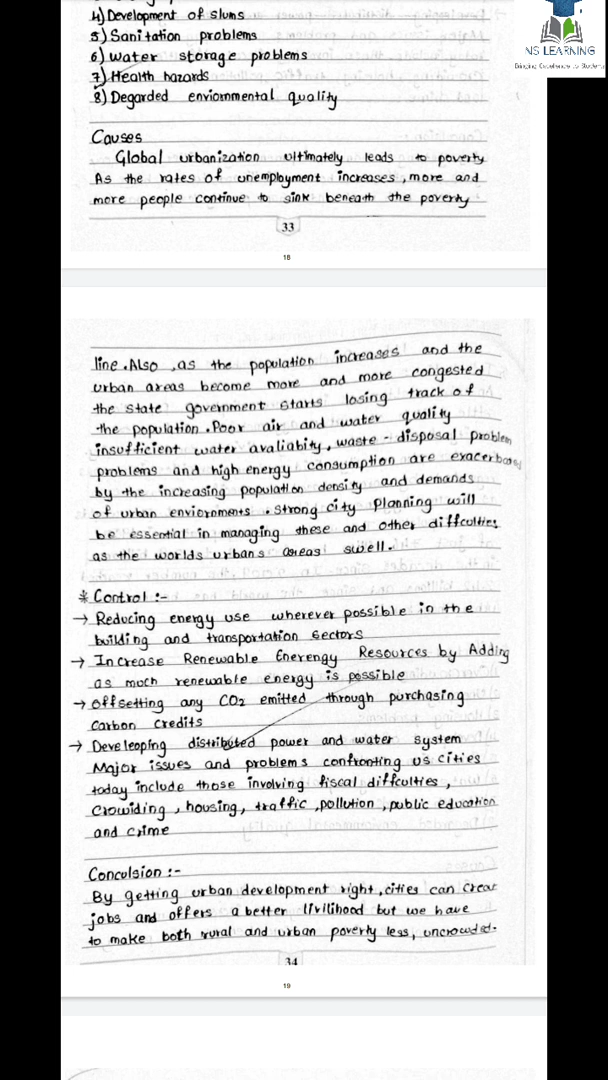 4) Development of slums
5) Sanitation problems
6) Water storage problems
7) Health hazards
8) Degarded enviornmental quality
NS LEARNING
Bringing Excellence to Students
Causes
Global urbanization ultimately leads to poverty
As the rates of unemployment increases, more and
more people continue to sink beneath the poverty
33
18
line. Also, as the population increases and the
urban areas become more and more congested
the state government starts losing track of
the population. Poor air and water quality
insufficient water avaliabity, waste - disposal problem
problems and high energy consumption are exacerbated
by the increasing population density and demands
of urban enviornments. Strong city planning will
be essential in managing these and other diffculties
as the worlds urbans areas swell.
* Control :-
→ Reducing energy use wherever possible in the
building and transportation sectors
→ Increase Renewable Enerengy Resources by Adding
as much renewable energy is possible
→ Offsetting any CO2 emitted through purchasing
Carbon credits
→ Develeoping distributed power and water system
Major issues and problems confronting us cities
today include those involving fiscal diffculties,
Crowiding, housing, traffic, pollution, public education
and crime
Conculsion :-
By getting urban development right, cities can creat
jobs and offers a better livilihood but we have
to make both rural and urban poverty less, uncrowded.
34
19